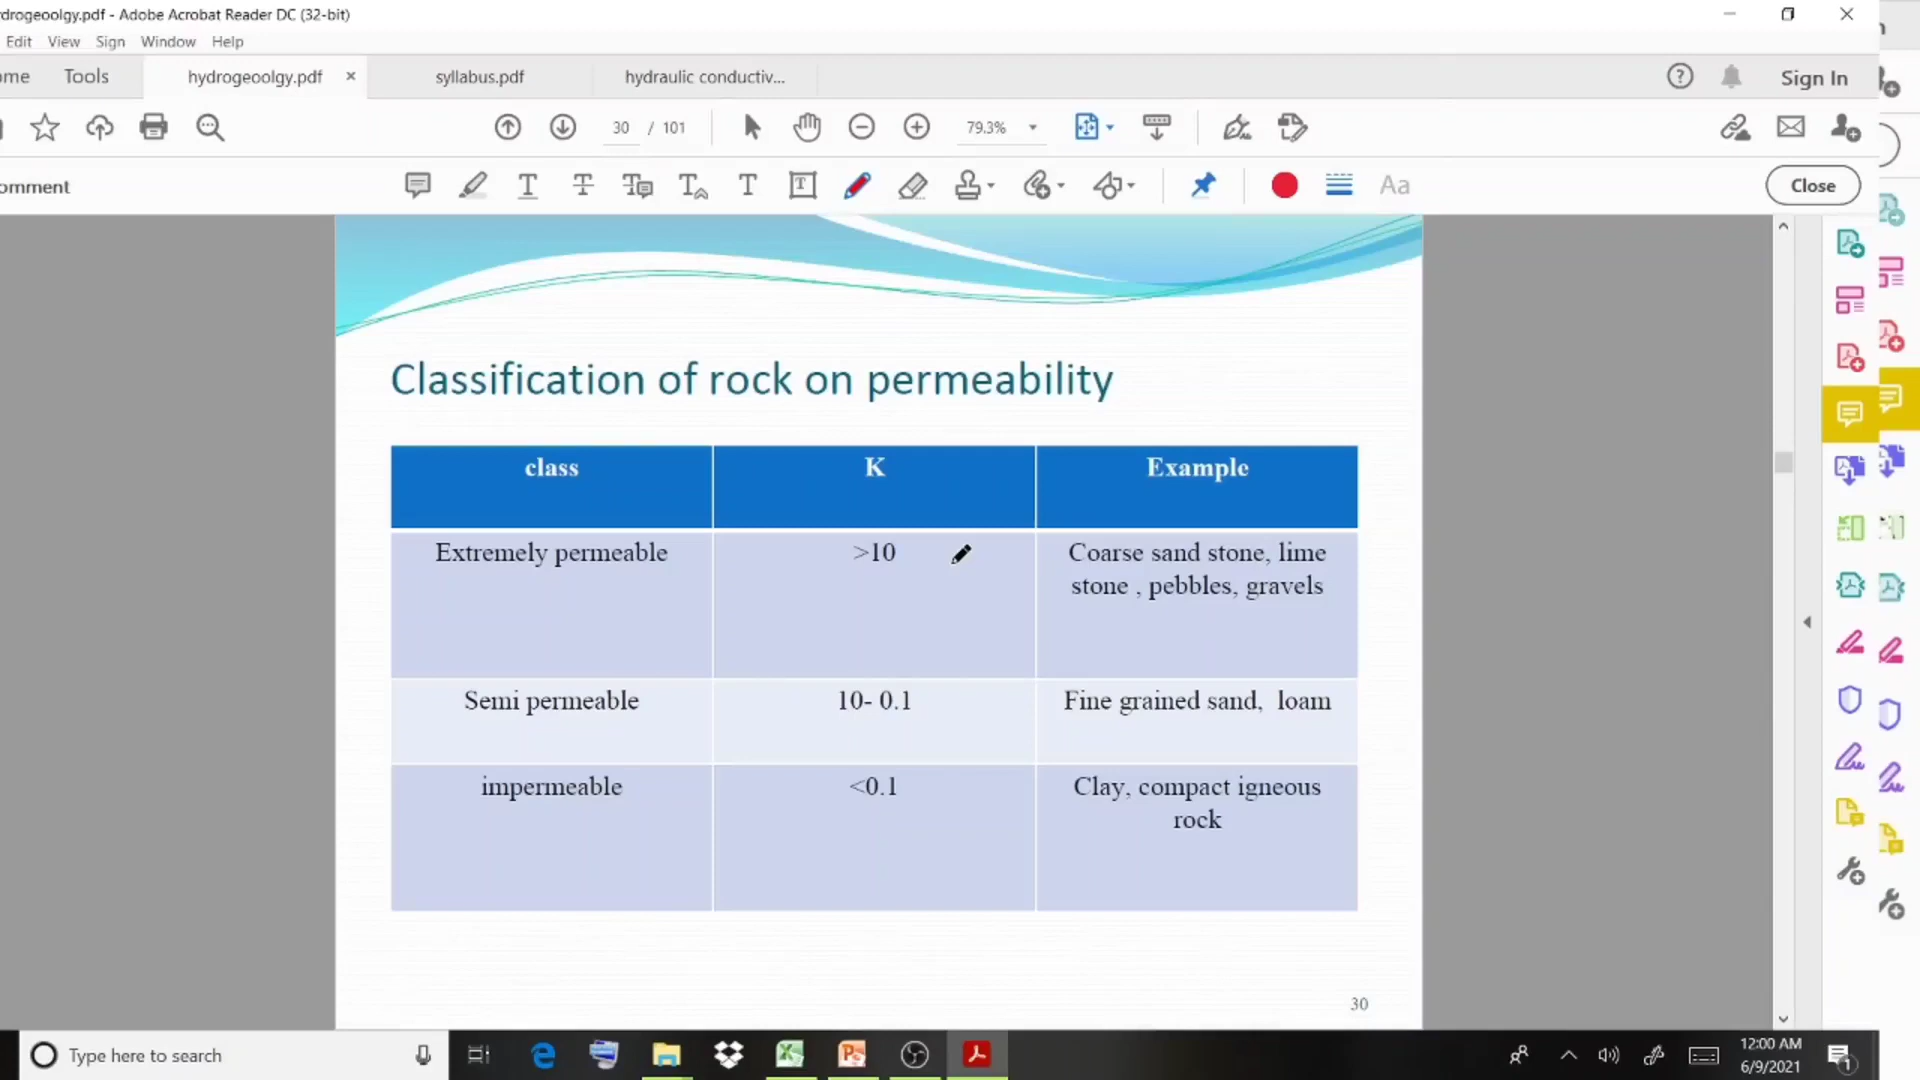 drogeoolgy.pdf - Adobe Acrobat Reader DC (32-bit)
Edit View Sign Window Help
ome Tools hydrogeoolgy.pdf × syllabus.pdf hydraulic conductiv... Sign In
30 / 101 79.3%
omment Aa Close
Classification of rock on permeability
class K Example
Extremely permeable >10 Coarse sand stone, lime
stone , pebbles, gravels
Semi permeable 10- 0.1 Fine grained sand, loam
impermeable <0.1 Clay, compact igneous
rock
30
Type here to search
12:00 AM
6/9/2021
1